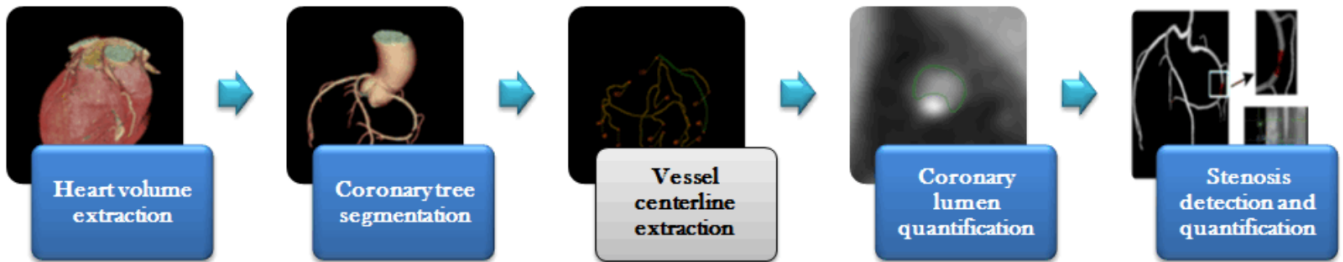 Heart volume
extraction
Coronary tree
segmentation
Vessel
centerline
extraction
Coronary
lumen
quantification
Stenosis
detection and
quantification